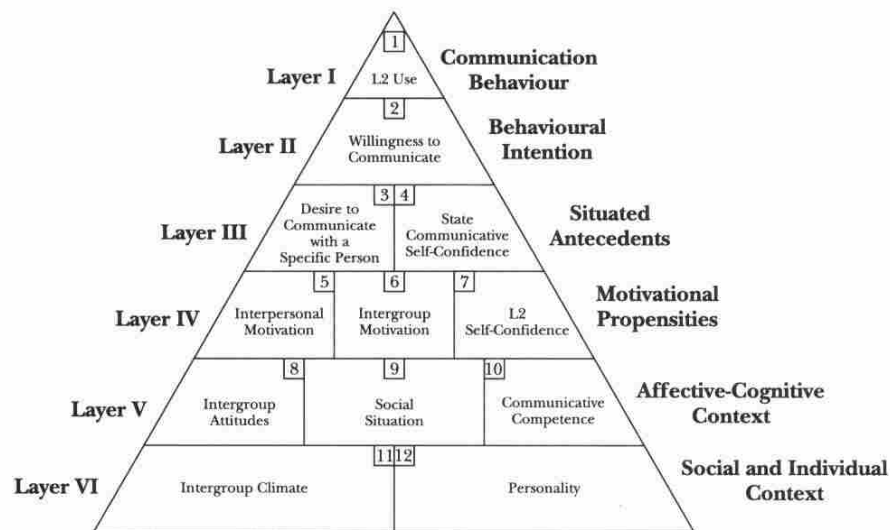 1
Layer I
L2 Use
Communication
Behaviour
2
Layer II
Willingness to
Communicate
Behavioural
Intention
3
4
Layer III
Desire to
Communicate
with a
Specific Person
State
Communicative
Self-Confidence
Situated
Antecedents
5
6
7
Layer IV
Interpersonal
Motivation
Intergroup
Motivation
L2
Self-Confidence
Motivational
Propensities
8
9
10
Layer V
Intergroup
Attitudes
Social
Situation
Communicative
Competence
Affective-Cognitive
Context
11
12
Layer VI
Intergroup Climate
Personality
Social and Individual
Context